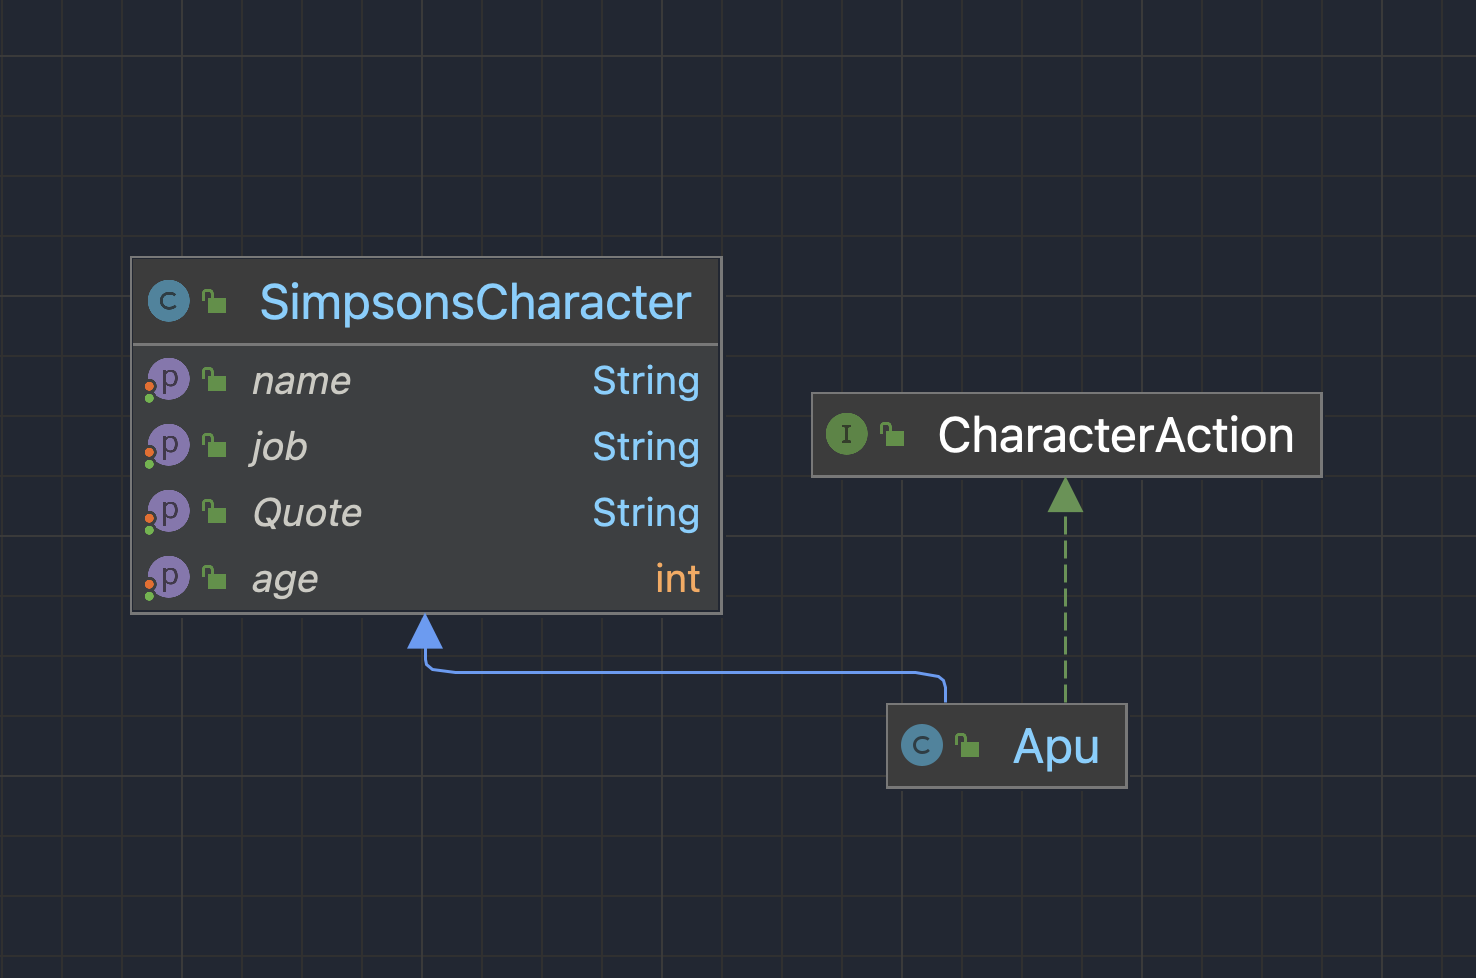 C SimpsonsCharacter
p name String
p job String
p Quote String
p age int
I CharacterAction
C Apu